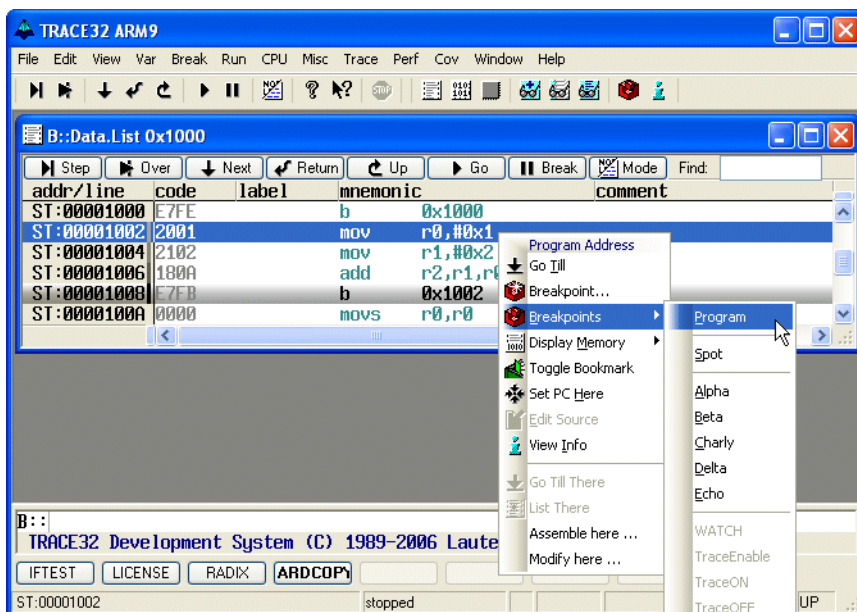 TRACE32 ARM9
File Edit View Var Break Run CPU Misc Trace Perf Cov Window Help
B::Data.List 0x1000
Step Over Next Return Up Go Break Mode Find:
addr/line code label mnemonic comment
ST:00001000 E7FE b 0x1000
ST:00001002 2001 mov r0,#0x1
ST:00001004 2102 mov r1,#0x2
ST:00001006 180A add r2,r1,r0
ST:00001008 E7FB b 0x1002
ST:0000100A 0000 movs r0,r0
Program Address
Go Till
Breakpoint...
Breakpoints
Display Memory
Toggle Bookmark
Set PC Here
Edit Source
View Info
Go Till There
List There
Assemble here ...
Modify here ...
Program
Spot
Alpha
Beta
Charly
Delta
Echo
WATCH
TraceEnable
TraceON
TraceOFF
B::
TRACE32 Development System (C) 1989-2006 Laute
IFTEST LICENSE RADIX ARDCOPY
ST:00001002 stopped UP